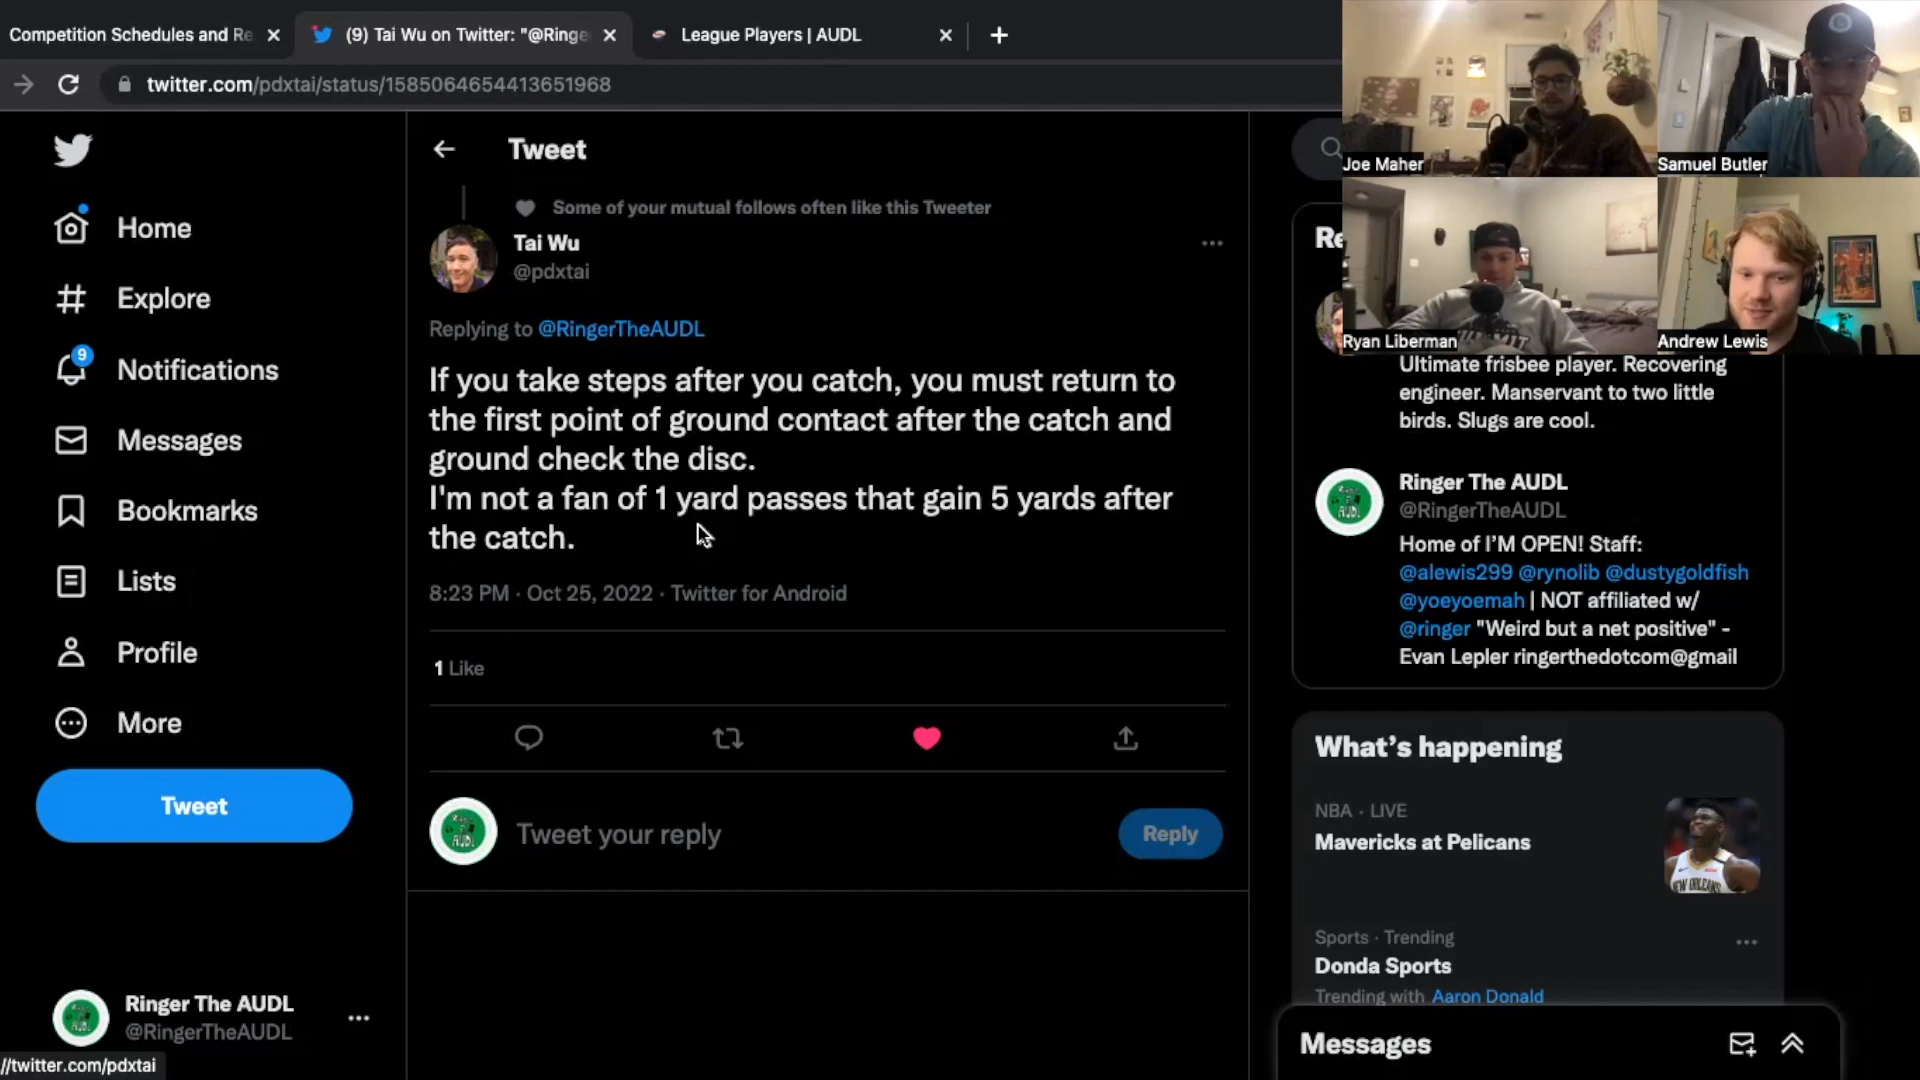 Competition Schedules and Re
(9) Tai Wu on Twitter: "@Ringe
League Players | AUDL
twitter.com/pdxtai/status/1585064654413651968
Joe Maher
Samuel Butler
Ryan Liberman
Andrew Lewis
Home
Explore
9
Notifications
Messages
Bookmarks
Lists
Profile
More
Tweet
Ringer The AUDL
@RingerTheAUDL
//twitter.com/pdxtai
Tweet
Some of your mutual follows often like this Tweeter
Tai Wu
@pdxtai
Replying to @RingerTheAUDL
If you take steps after you catch, you must return to
the first point of ground contact after the catch and
ground check the disc.
I'm not a fan of 1 yard passes that gain 5 yards after
the catch.
8:23 PM · Oct 25, 2022 · Twitter for Android
1 Like
Tweet your reply
Reply
Re
Ultimate frisbee player. Recovering
engineer. Manservant to two little
birds. Slugs are cool.
Ringer The AUDL
@RingerTheAUDL
Home of I'M OPEN! Staff:
@alewis299 @rynolib @dustygoldfish
@yoeyoemah | NOT affiliated w/
@ringer "Weird but a net positive" -
Evan Lepler ringerthedotcom@gmail
What's happening
NBA · LIVE
Mavericks at Pelicans
Sports · Trending
Donda Sports
Trending with Aaron Donald
Messages